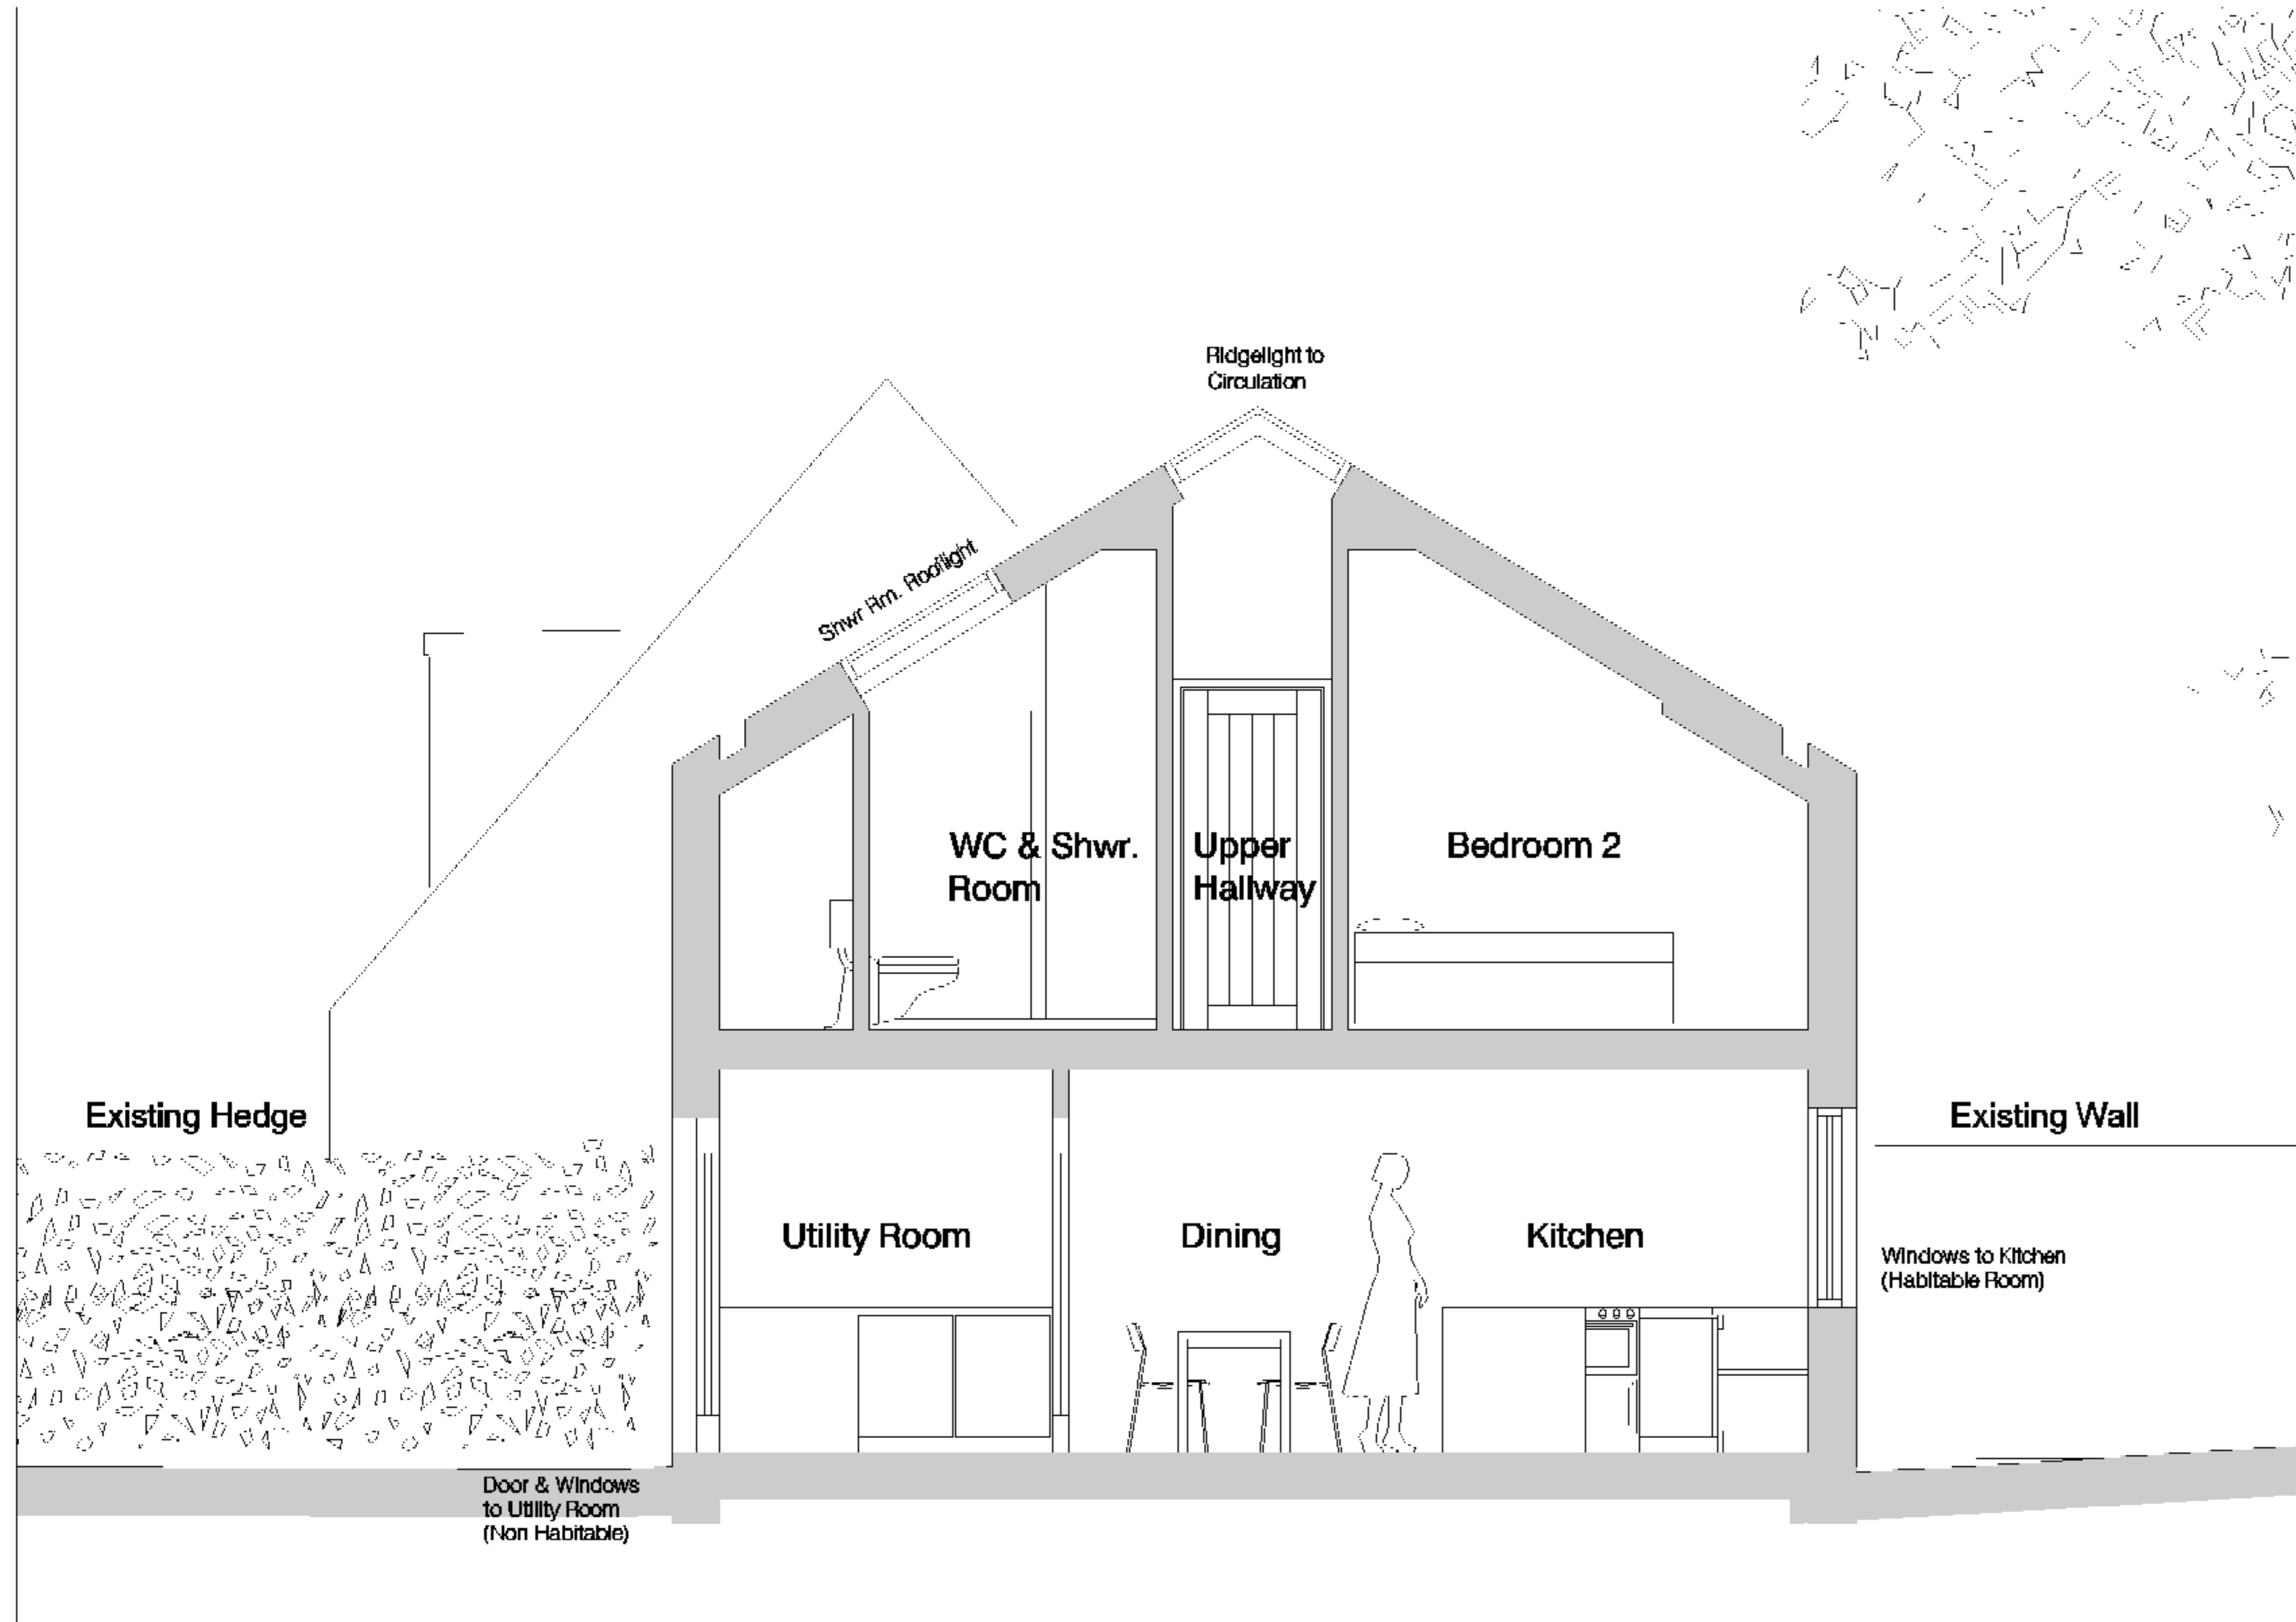 Ridgelight to
Circulation
Shwr Rm. Rooflight
WC & Shwr.
Room
Upper
Hallway
Bedroom 2
Existing Hedge
Existing Wall
Utility Room
Dining
Kitchen
Windows to Kitchen
(Habitable Room)
Door & Windows
to Utility Room
(Non Habitable)